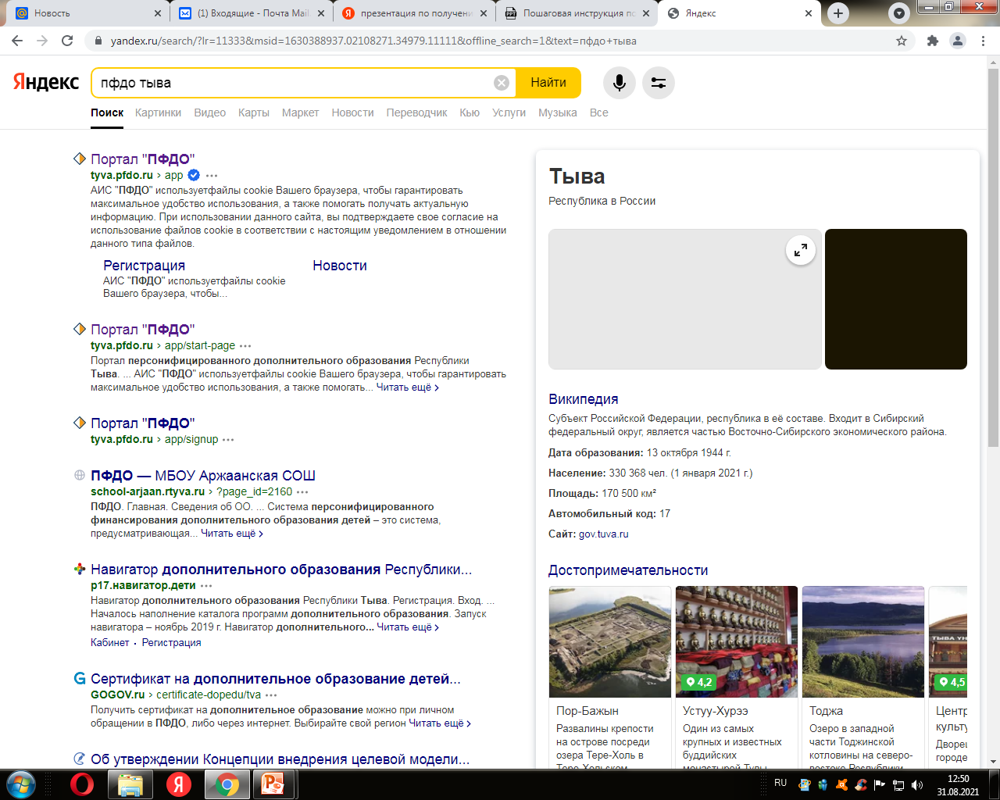 Новость
(1) Входящие - Почта Mail.
презентация по получени
Пошаговая инструкция по
Яндекс
yandex.ru/search/?lr=11333&msid=1630388937.02108271.34979.11111&offline_search=1&text=пфдо+тыва
Яндекс
пфдо тыва
Найти
Поиск Картинки Видео Карты Маркет Новости Переводчик Кью Услуги Музыка Все
Портал "ПФДО"
tyva.pfdo.ru › app
АИС "ПФДО" используетфайлы cookie Вашего браузера, чтобы гарантировать
максимальное удобство использования, а также помогать получать актуальную
информацию. При использовании данного сайта, вы подтверждаете свое согласие на
использование файлов cookie в соответствии с настоящим уведомлением в отношении
данного типа файлов.
Регистрация
АИС "ПФДО" используетфайлы cookie
Вашего браузера, чтобы...
Новости
Портал "ПФДО"
tyva.pfdo.ru › app/start-page
Портал персонифицированного дополнительного образования Республики
Тыва. ... АИС "ПФДО" используетфайлы cookie Вашего браузера, чтобы гарантировать
максимальное удобство использования, а также помогать... Читать ещё ›
Портал "ПФДО"
tyva.pfdo.ru › app/signup
ПФДО — МБОУ Аржаанская СОШ
school-arjaan.rtyva.ru › ?page_id=2160
ПФДО. Главная. Сведения об ОО. ... Система персонифицированного
финансирования дополнительного образования детей – это система,
предусматривающая... Читать ещё ›
Навигатор дополнительного образования Республики...
р17.навигатор.дети
Навигатор дополнительного образования Республики Тыва. Регистрация. Вход. ...
Началось наполнение каталога программ дополнительного образования. Запуск
навигатора – ноябрь 2019 г. Навигатор дополнительного... Читать ещё ›
Кабинет · Регистрация
Сертификат на дополнительное образование детей...
GOGOV.ru › certificate-dopedu/tva
Получить сертификат на дополнительное образование можно при личном
обращении в ПФДО, либо через интернет. Выбирайте свой регион Читать ещё ›
Об утверждении Концепции внедрения целевой модели...
Тыва
Республика в России
Википедия
Субъект Российской Федерации, республика в её составе. Входит в Сибирский
федеральный округ, является частью Восточно-Сибирского экономического района.
Дата образования: 13 октября 1944 г.
Население: 330 368 чел. (1 января 2021 г.)
Площадь: 170 500 км²
Автомобильный код: 17
Сайт: gov.tuva.ru
Достопримечательности
4,2
4,5
Пор-Бажын
Развалины крепости
на острове посреди
озера Тере-Холь в
Тере-Хольском
Устуу-Хурээ
Один из самых
крупных и известных
буддийских
монастырей Тувы
Тоджа
Озеро в западной
части Тоджинской
котловины на северо-
востоке Республики
Центр
культу
Дворец
городе
RU
12:50
31.08.2021